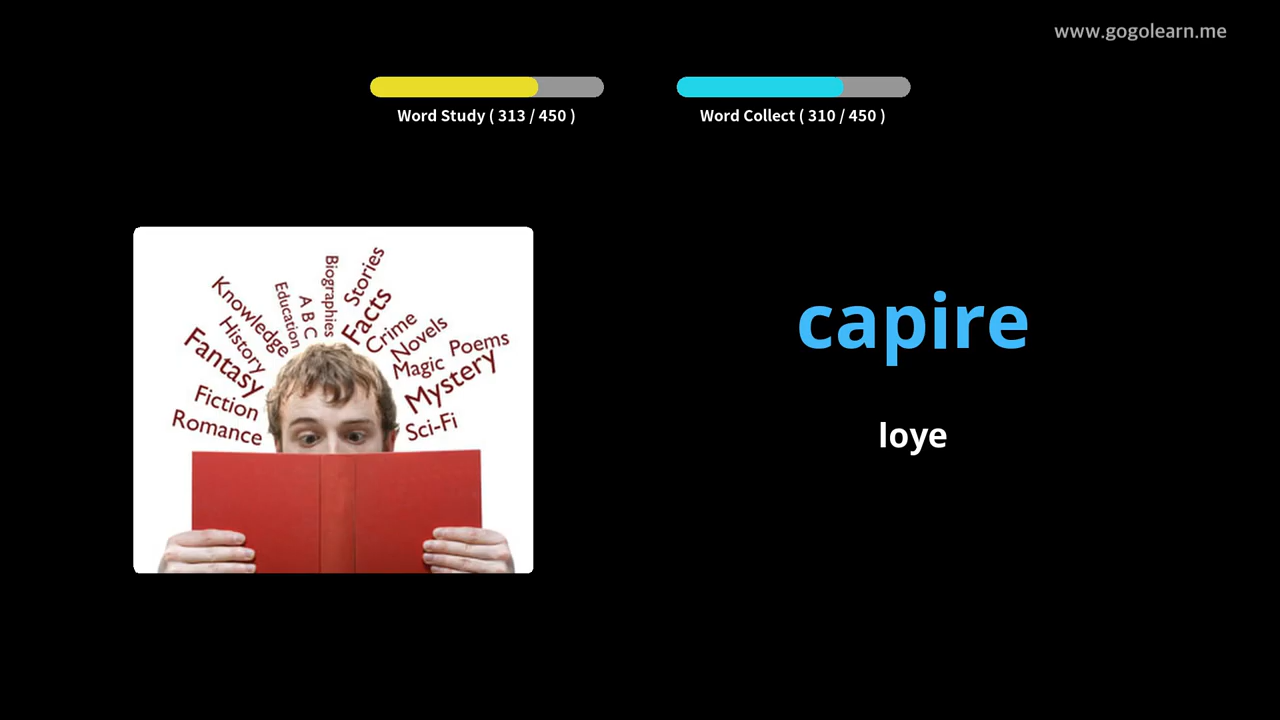 www.gogolearn.me
Word Study ( 313 / 450 )
Word Collect ( 310 / 450 )
Knowledge
Education
A B C
Biographies
Stories
Facts
Crime
Novels
Poems
Magic
Mystery
Sci-Fi
History
Fantasy
Fiction
Romance
capire
loye